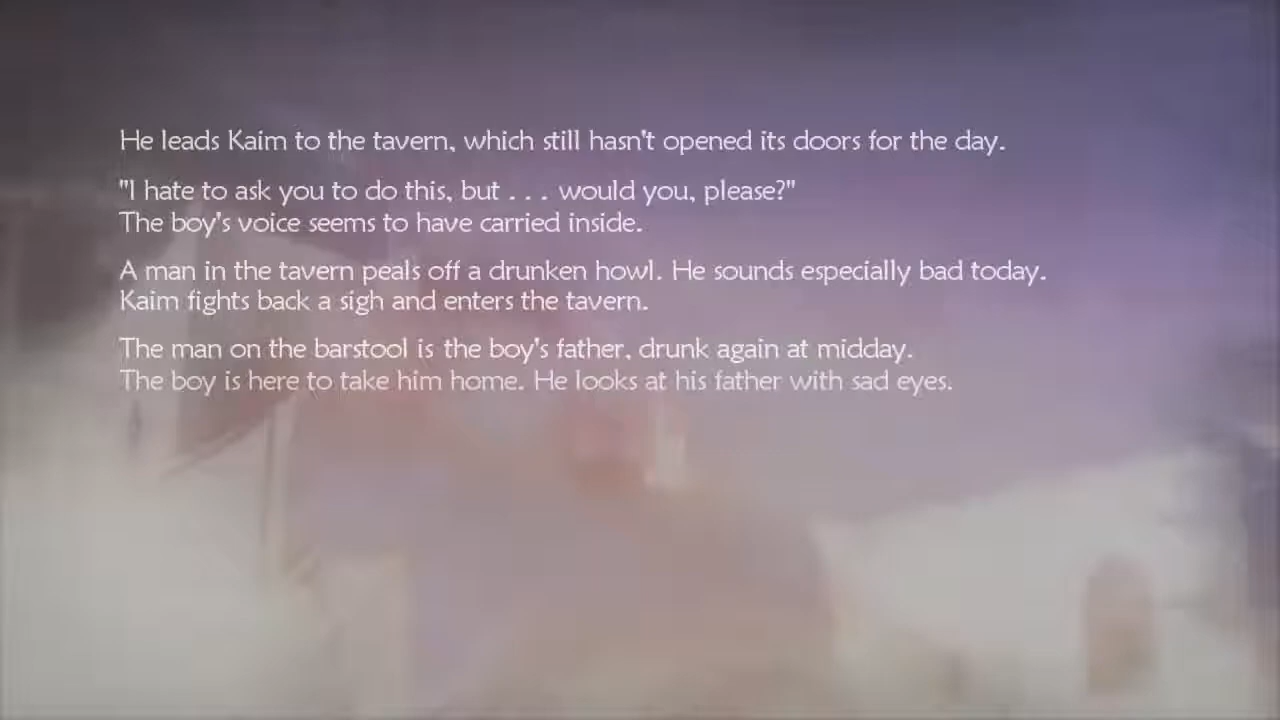 He leads Kaim to the tavern, which still hasn't opened its doors for the day.
"I hate to ask you to do this, but . . . would you, please?"
The boy's voice seems to have carried inside.
A man in the tavern peals off a drunken howl. He sounds especially bad today.
Kaim fights back a sigh and enters the tavern.
The man on the barstool is the boy's father, drunk again at midday.
The boy is here to take him home. He looks at his father with sad eyes.